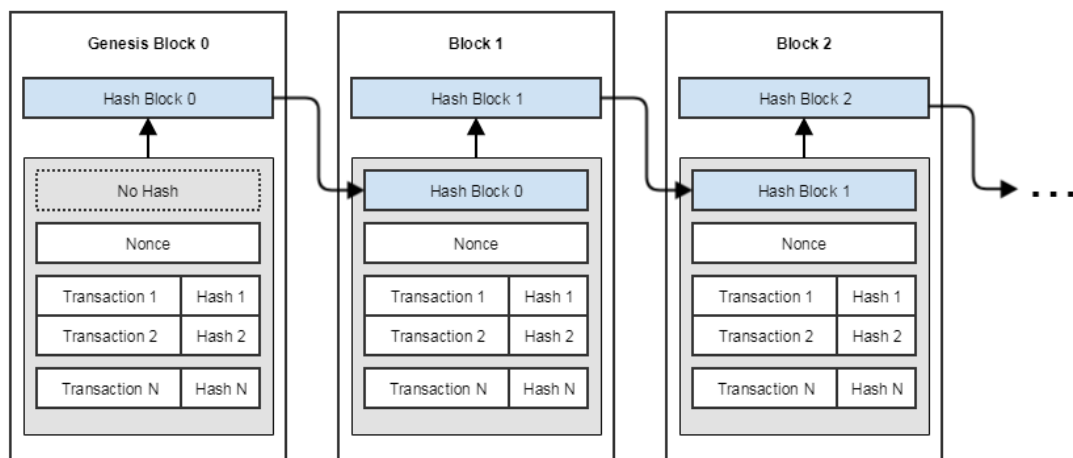 Genesis Block 0
Hash Block 0
No Hash
Nonce
Transaction 1 Hash 1
Transaction 2 Hash 2
Transaction N Hash N
Block 1
Hash Block 1
Hash Block 0
Nonce
Transaction 1 Hash 1
Transaction 2 Hash 2
Transaction N Hash N
Block 2
Hash Block 2
Hash Block 1
Nonce
Transaction 1 Hash 1
Transaction 2 Hash 2
Transaction N Hash N
...